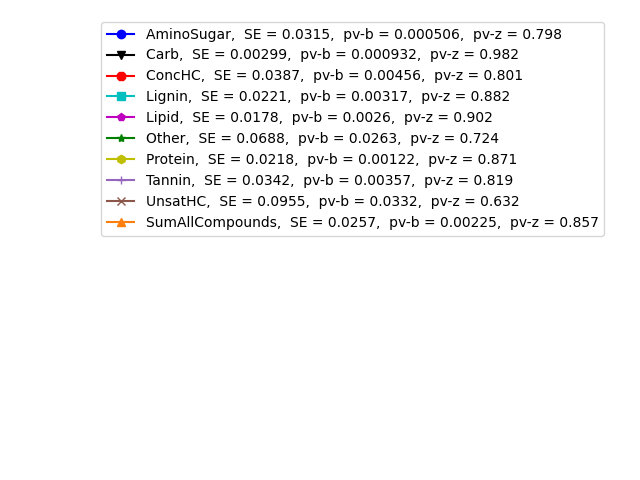 AminoSugar,  SE = 0.0315,  pv-b = 0.000506,  pv-z = 0.798
Carb,  SE = 0.00299,  pv-b = 0.000932,  pv-z = 0.982
ConcHC,  SE = 0.0387,  pv-b = 0.00456,  pv-z = 0.801
Lignin,  SE = 0.0221,  pv-b = 0.00317,  pv-z = 0.882
Lipid,  SE = 0.0178,  pv-b = 0.0026,  pv-z = 0.902
Other,  SE = 0.0688,  pv-b = 0.0263,  pv-z = 0.724
Protein,  SE = 0.0218,  pv-b = 0.00122,  pv-z = 0.871
Tannin,  SE = 0.0342,  pv-b = 0.00357,  pv-z = 0.819
UnsatHC,  SE = 0.0955,  pv-b = 0.0332,  pv-z = 0.632
SumAllCompounds,  SE = 0.0257,  pv-b = 0.00225,  pv-z = 0.857